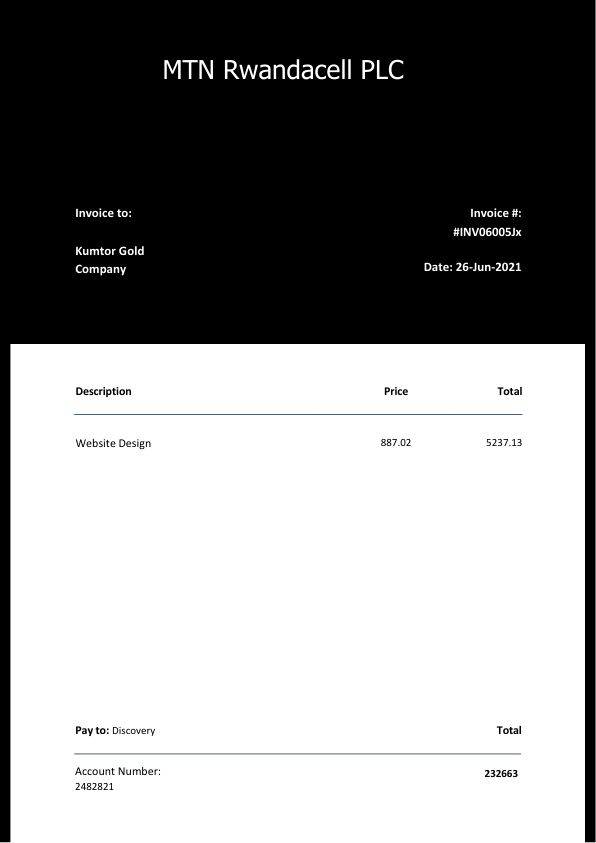 MTN Rwandacell PLC
Invoice to:
Invoice #:
#INV06005Jx
Kumtor Gold
Company
Date: 26-Jun-2021
Description Price Total
Website Design 887.02 5237.13
Pay to: Discovery Total
Account Number:
2482821
232663